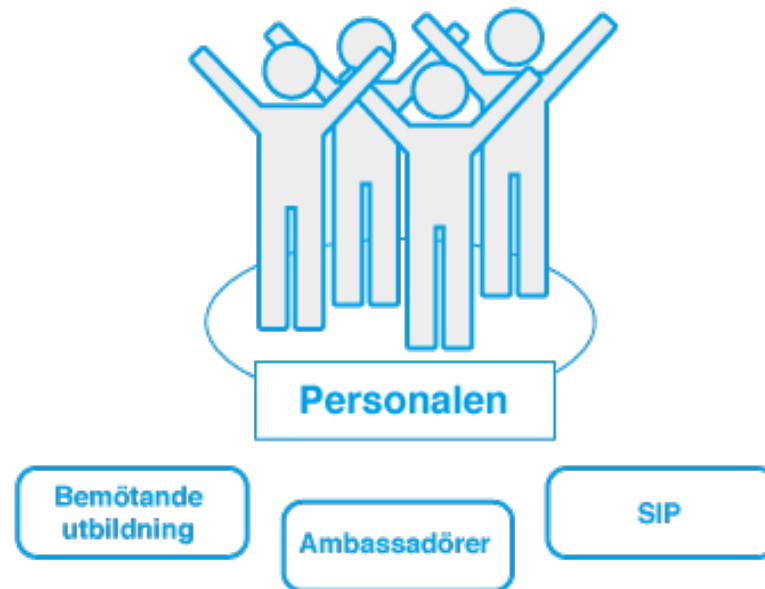 Personalen
Bemötande
utbildning
Ambassadörer
SIP